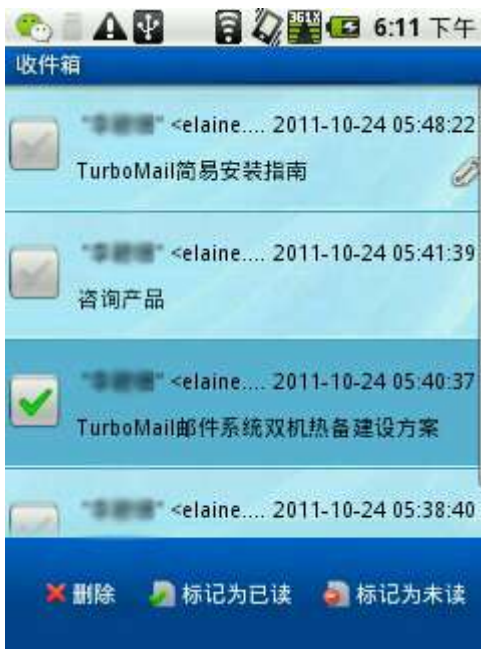 361X 6:11 下午
收件箱
<elaine.... 2011-10-24 05:48:22
TurboMail简易安装指南
<elaine.... 2011-10-24 05:41:39
咨询产品
<elaine.... 2011-10-24 05:40:37
TurboMail邮件系统双机热备建设方案
<elaine.... 2011-10-24 05:38:40
删除 标记为已读 标记为未读